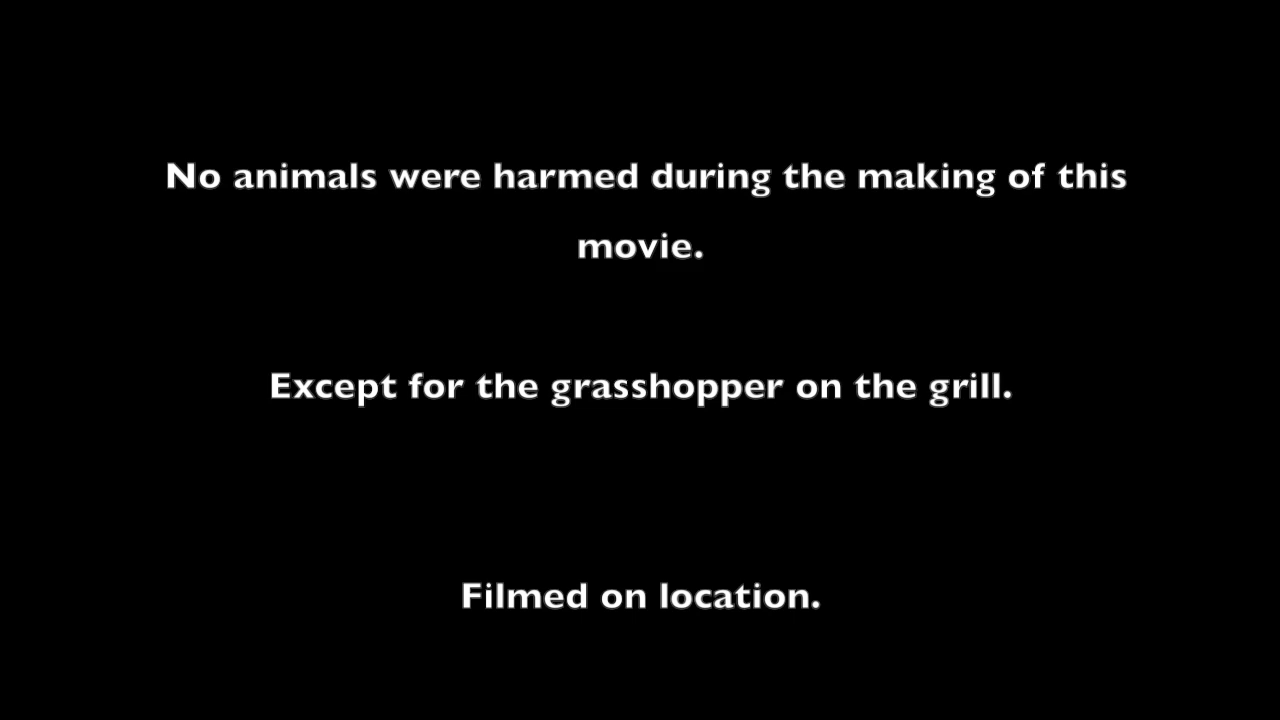 No animals were harmed during the making of this
movie.
Except for the grasshopper on the grill.
Filmed on location.